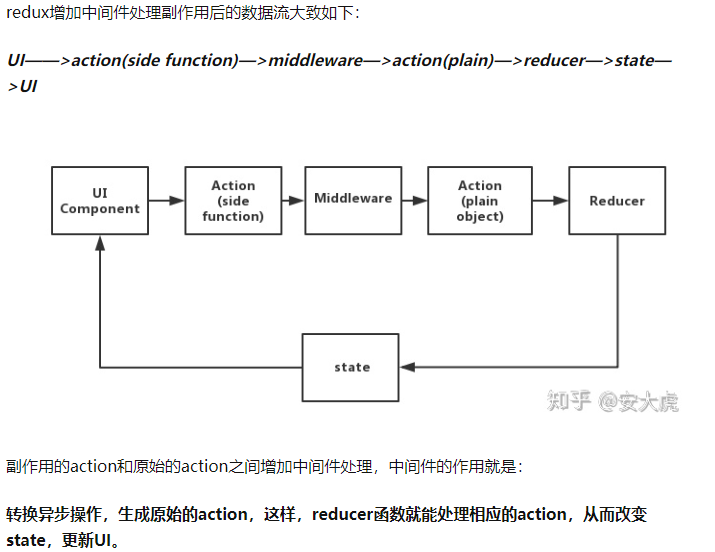 redux增加中间件处理副作用后的数据流大致如下：
UI——>action(side function)—>middleware—>action(plain)—>reducer—>state—
>UI
UI
Component
Action
(side
function)
Middleware
Action
(plain
object)
Reducer
state
知乎 @安大虎
副作用的action和原始的action之间增加中间件处理，中间件的作用就是：
转换异步操作，生成原始的action，这样，reducer函数就能处理相应的action，从而改变
state，更新UI。